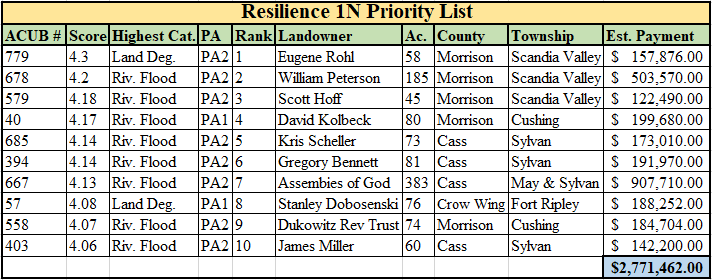 Resilience 1N Priority List
ACUB # Score Highest Cat. PA Rank Landowner Ac. County Township Est. Payment
779 4.3 Land Deg. PA2 1 Eugene Rohl 58 Morrison Scandia Valley $ 157,876.00
678 4.2 Riv. Flood PA2 2 William Peterson 185 Morrison Scandia Valley $ 503,570.00
579 4.18 Riv. Flood PA2 3 Scott Hoff 45 Morrison Scandia Valley $ 122,490.00
40 4.17 Riv. Flood PA1 4 David Kolbeck 80 Morrison Cushing $ 199,680.00
685 4.14 Riv. Flood PA2 5 Kris Scheller 73 Cass Sylvan $ 173,010.00
394 4.14 Riv. Flood PA2 6 Gregory Bennett 81 Cass Sylvan $ 191,970.00
667 4.13 Riv. Flood PA2 7 Assembies of God 383 Cass May & Sylvan $ 907,710.00
57 4.08 Land Deg. PA1 8 Stanley Dobosenski 76 Crow Wing Fort Ripley $ 188,252.00
558 4.07 Riv. Flood PA2 9 Dukowitz Rev Trust 74 Morrison Cushing $ 184,704.00
403 4.06 Riv. Flood PA2 10 James Miller 60 Cass Sylvan $ 142,200.00
$2,771,462.00